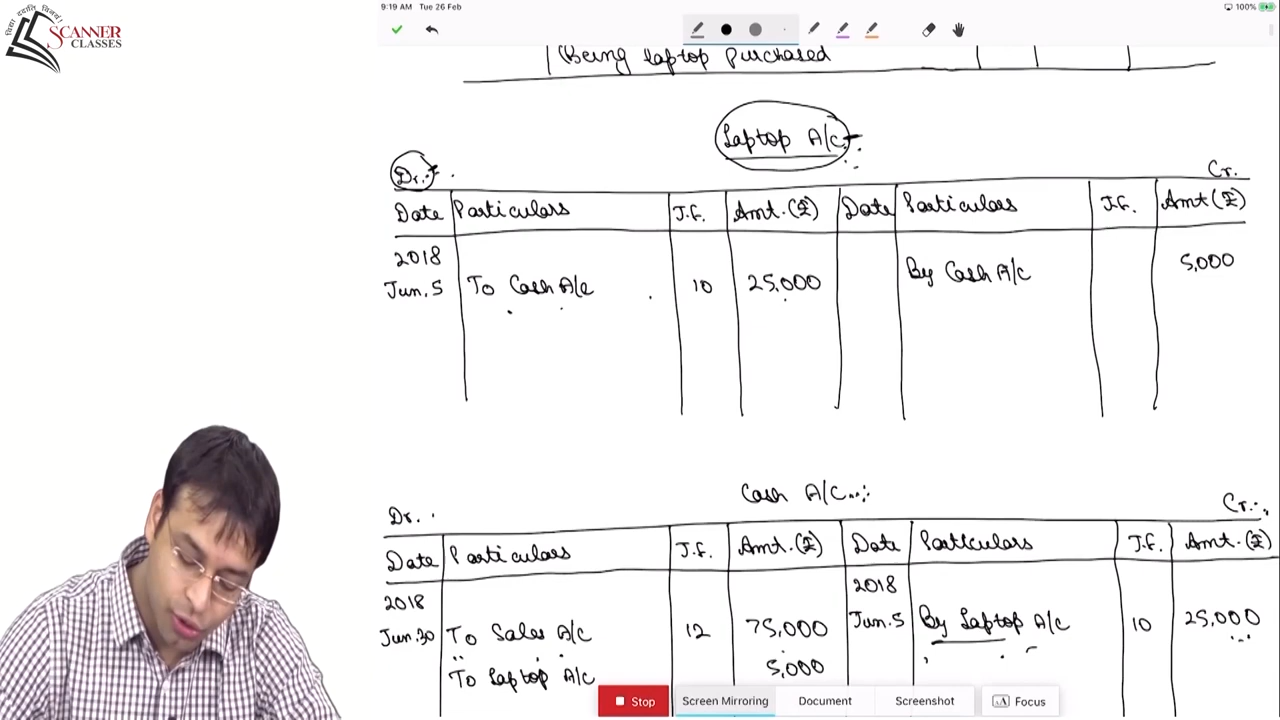 9:19 AM Tue 26 Feb
100%
SCANNER
CLASSES
(Being laptop purchased
Laptop A/c
Dr. Cr.
Date Particulars J.F. Amt. (₹) Date Particulars J.F. Amt (₹)
2018
Jun. 5 To Cash A/c 10 25,000 By Cash A/c 5,000
Cash A/c
Dr. Cr.
Date Particulars J.F. Amt. (₹) Date Particulars J.F. Amt. (₹)
2018 2018
Jun. 30 To Sales A/c 12 75,000 Jun. 5 By Laptop A/c 10 25,000
To Laptop A/c 5,000
Stop Screen Mirroring Document Screenshot AA Focus